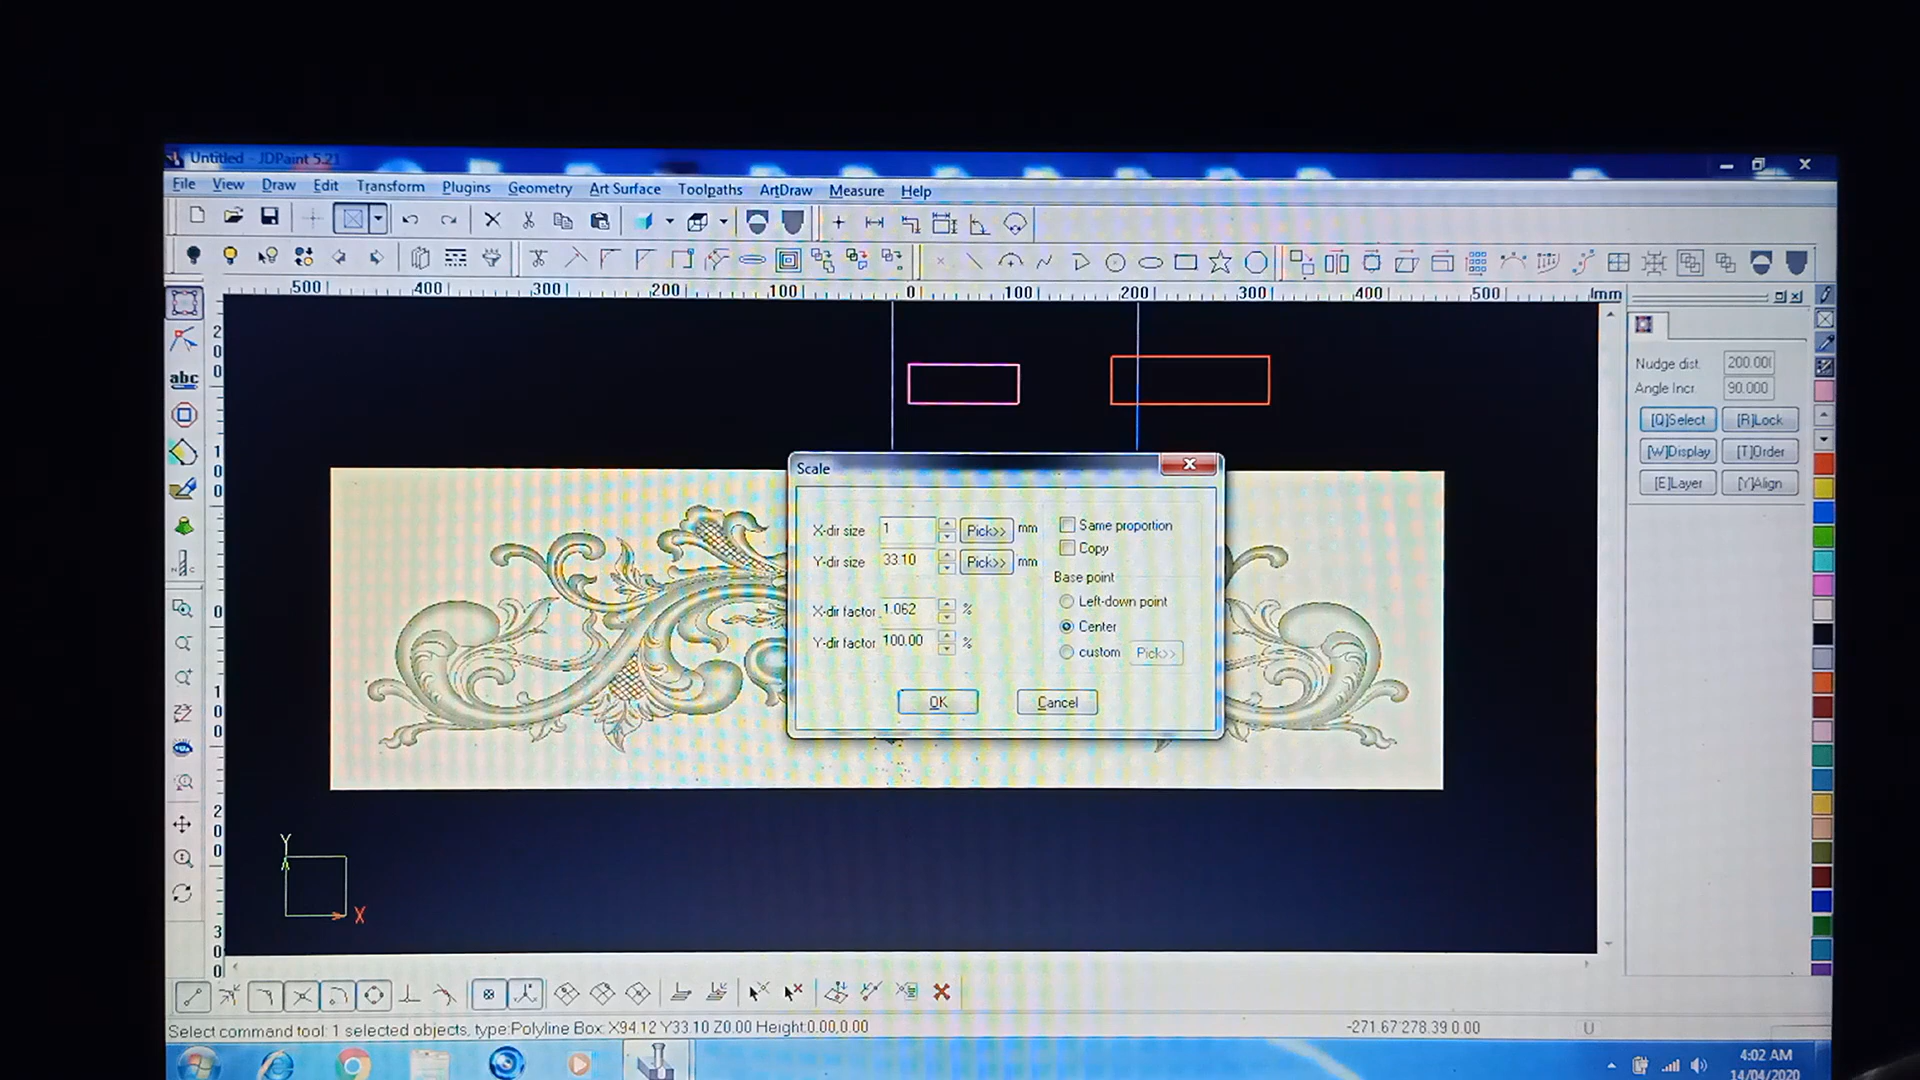 Untitled - JDPaint 5.21
File View Draw Edit Transform Plugins Geometry Art Surface Toolpaths ArtDraw Measure Help
500 400 300 200 100 0 100 200 300 400 500 mm
abc
Nudge dist. 200.00
Angle Incr. 90.000
[Q]Select [R]Lock
[W]Display [T]Order
[E]Layer [Y]Align
Scale
X-dir size 1 Pick>> mm
Y-dir size 33.10 Pick>> mm
X-dir factor 1.062 %
Y-dir factor 100.00 %
Same proportion
Copy
Base point
Left-down point
Center
custom Pick>>
OK Cancel
Y
X
Select command tool: 1 selected objects, type:Polyline Box: X94.12 Y33.10 Z0.00 Height:0.00,0.00
-271.67 278.39 0.00 U
4:02 AM
14/04/2020